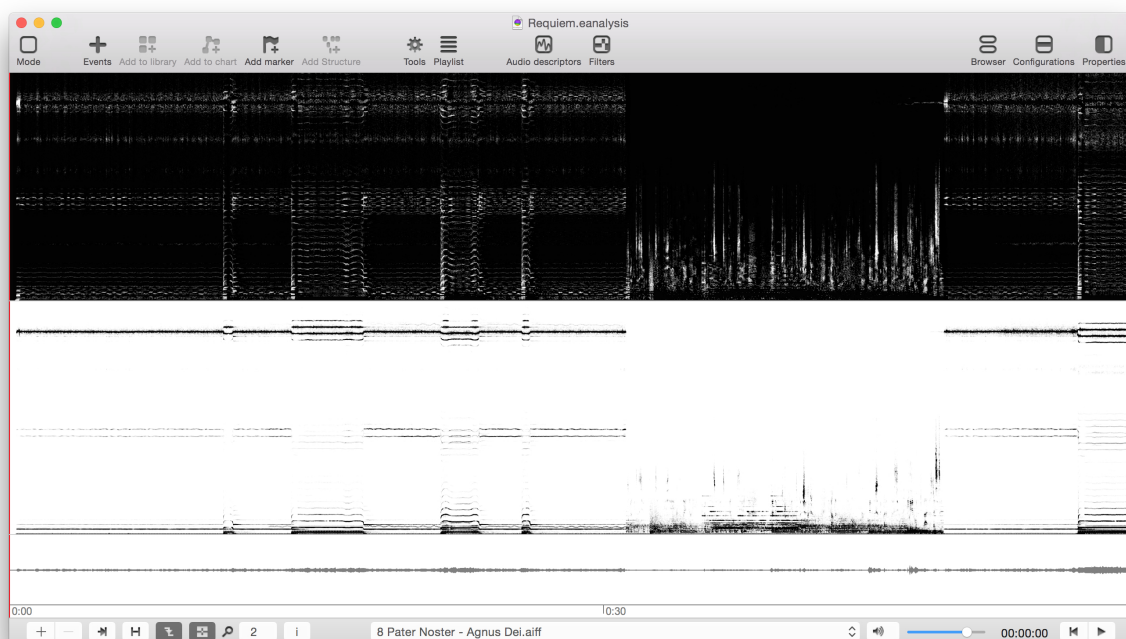 Requiem.eanalysis
Mode Events Add to library Add to chart Add marker Add Structure Tools Playlist Audio descriptors Filters Browser Configurations Properties
0:00 0:30
2 i 8 Pater Noster - Agnus Dei.aiff 00:00:00